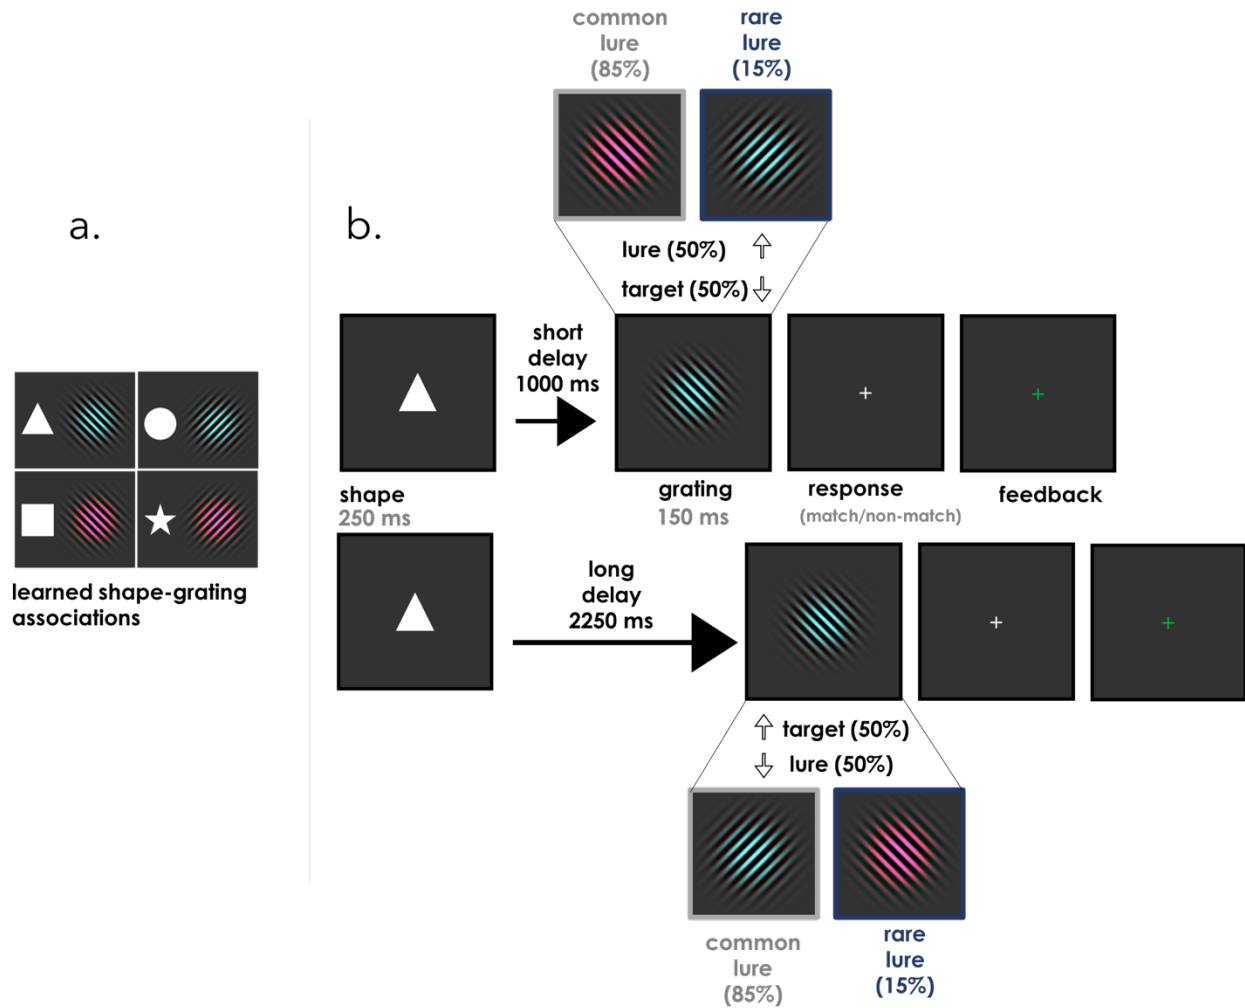 a.
learned shape-grating
associations
b.
common
lure
(85%)
rare
lure
(15%)
lure (50%)
target (50%)
short
delay
1000 ms
shape
250 ms
grating
150 ms
response
(match/non-match)
feedback
long
delay
2250 ms
target (50%)
lure (50%)
common
lure
(85%)
rare
lure
(15%)